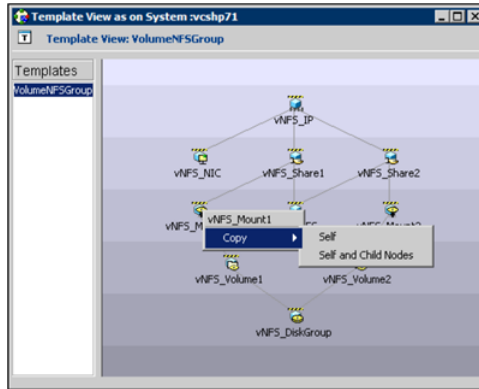 Template View as on System :vcshp71
Template View: VolumeNFSGroup
Templates
VolumeNFSGroup
vNFS_IP
vNFS_NIC
vNFS_Share1
vNFS_Share2
vNFS_Mount1
Copy
Self
Self and Child Nodes
vNFS_Volume1
vNFS_Volume2
vNFS_DiskGroup